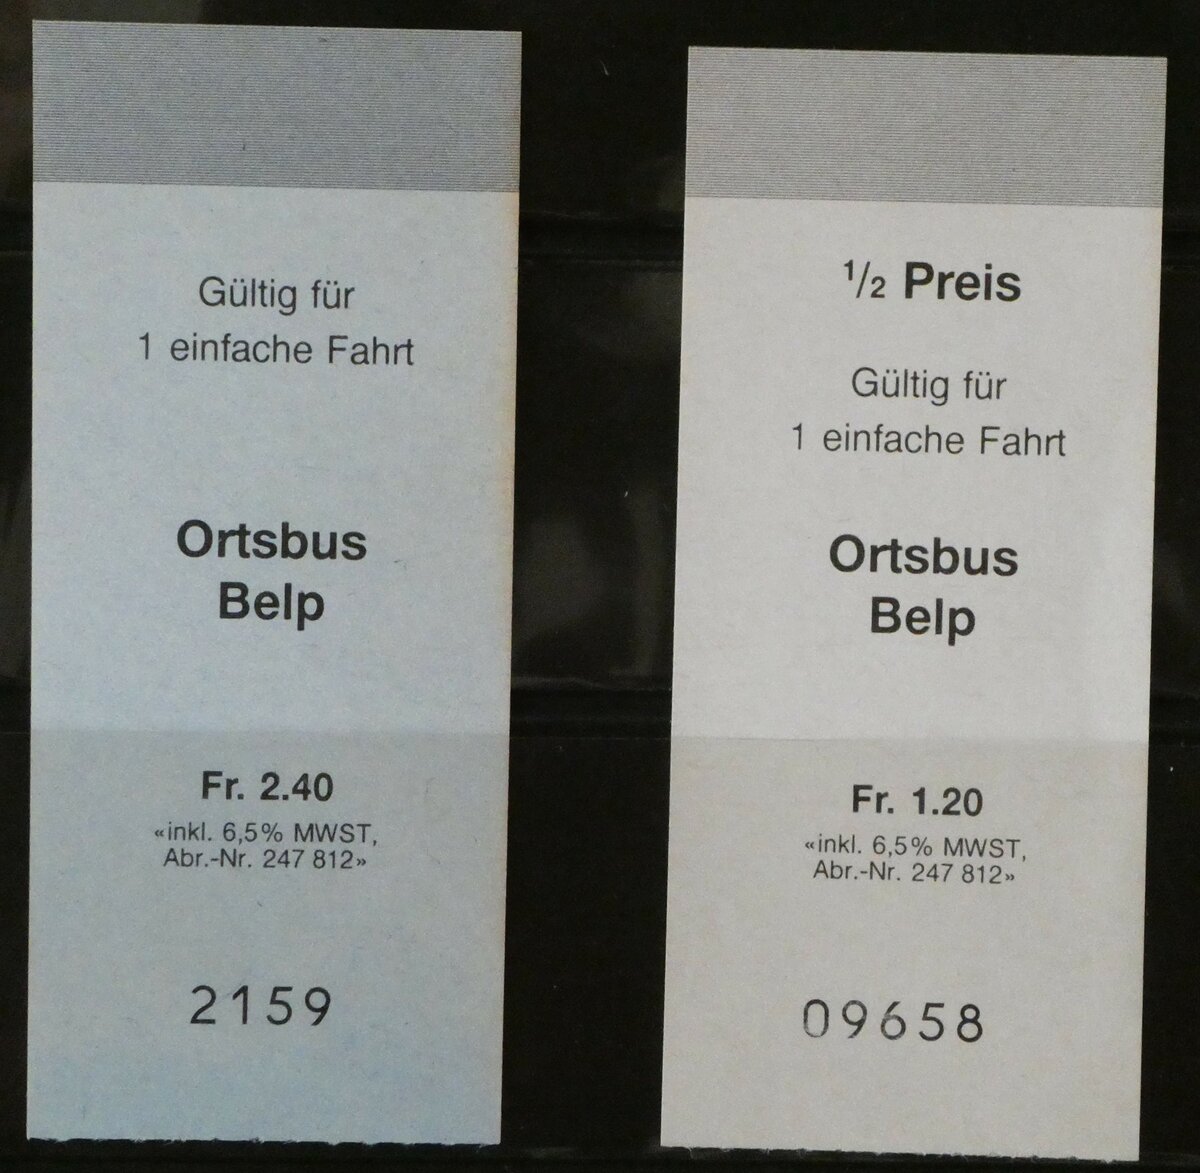 Gültig für
1 einfache Fahrt
Ortsbus
Belp
Fr. 2.40
«inkl. 6,5% MWST,
Abr.-Nr. 247 812»
2159
½ Preis
Gültig für
1 einfache Fahrt
Ortsbus
Belp
Fr. 1.20
«inkl. 6,5% MWST,
Abr.-Nr. 247 812»
09658